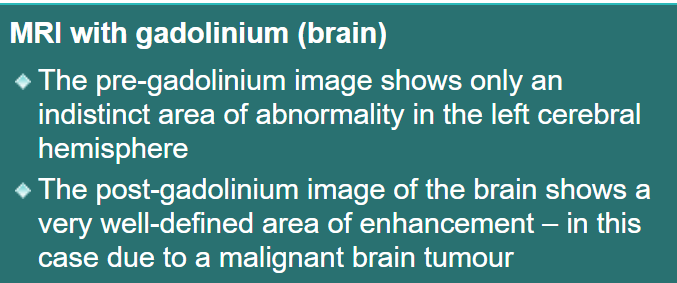 MRI with gadolinium (brain)
The pre-gadolinium image shows only an
indistinct area of abnormality in the left cerebral
hemisphere
The post-gadolinium image of the brain shows a
very well-defined area of enhancement – in this
case due to a malignant brain tumour